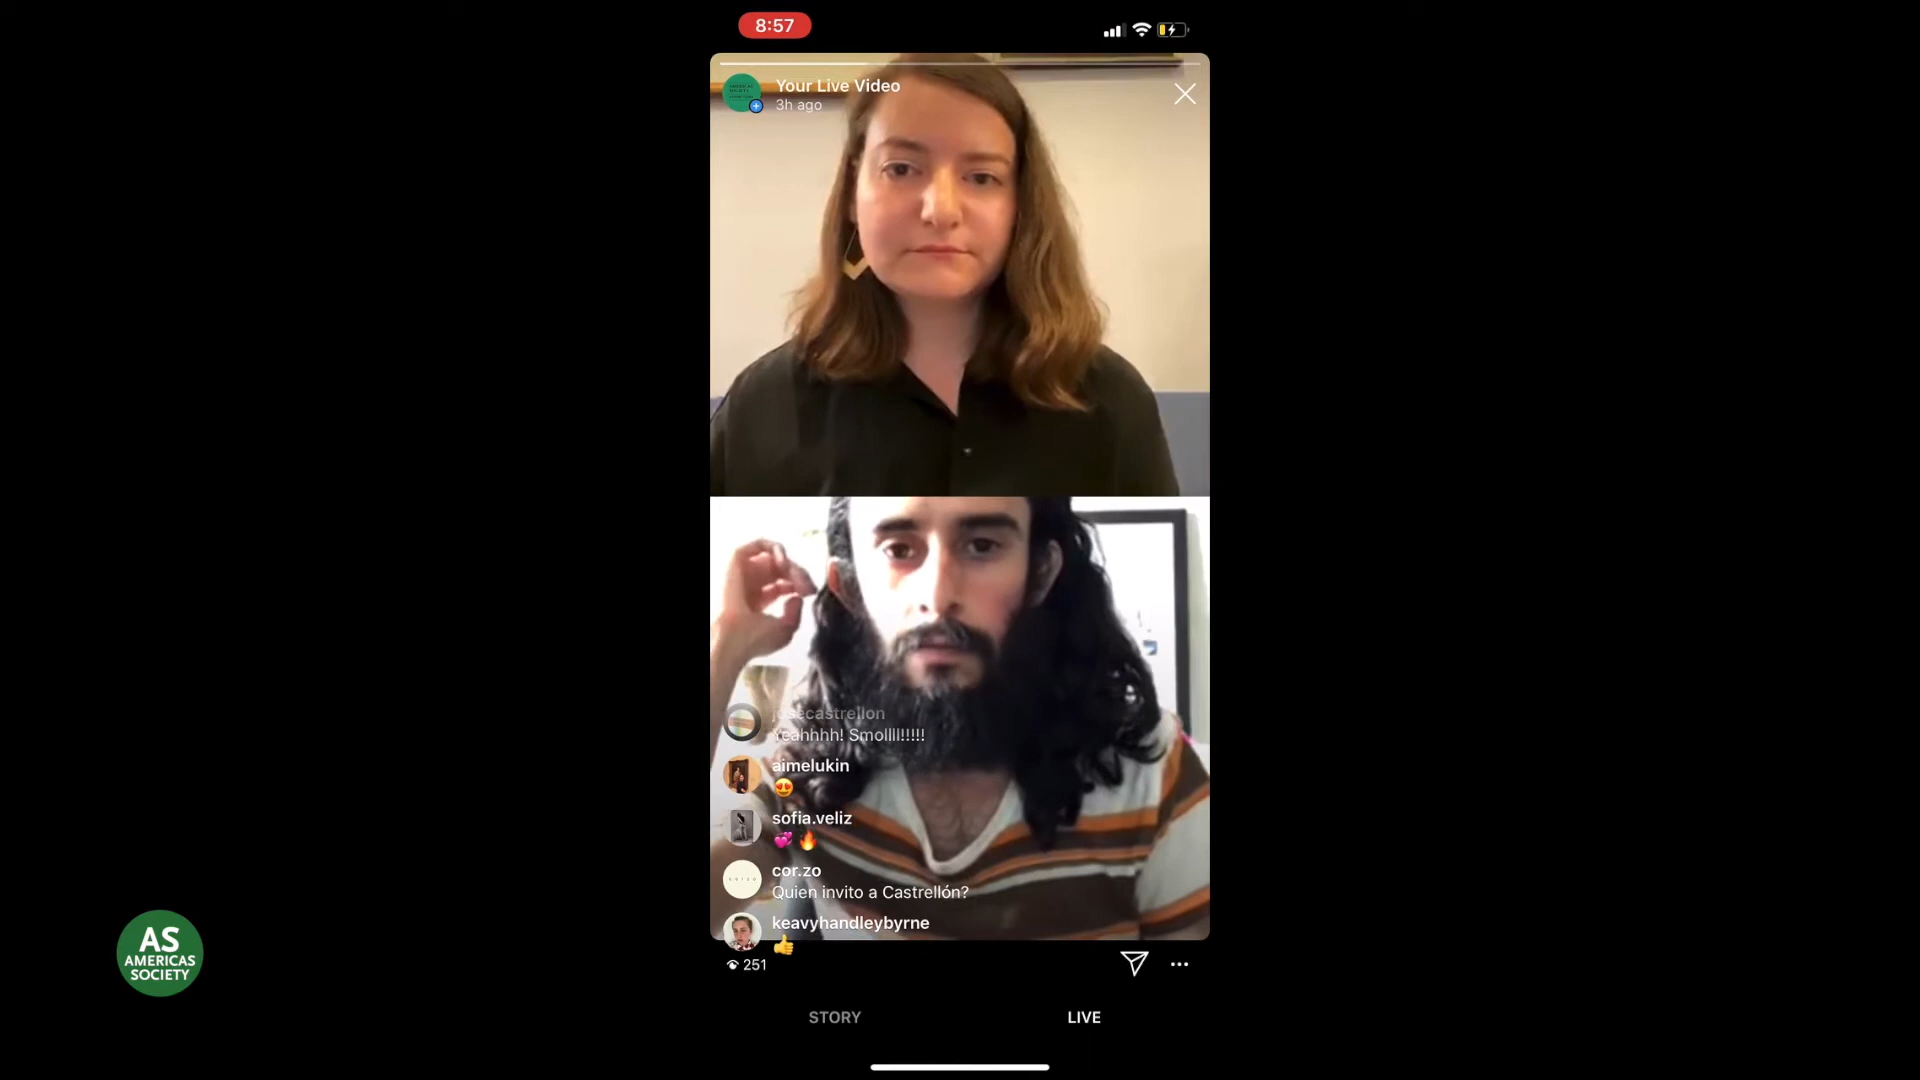 8:57
Your Live Video
3h ago
josecastrellon
Yeahhhh! Smollll!!!!!
aimelukin
sofia.veliz
cor.zo
Quien invito a Castrellón?
keavyhandleybyrne
251
STORY
LIVE
AS
AMERICAS
SOCIETY